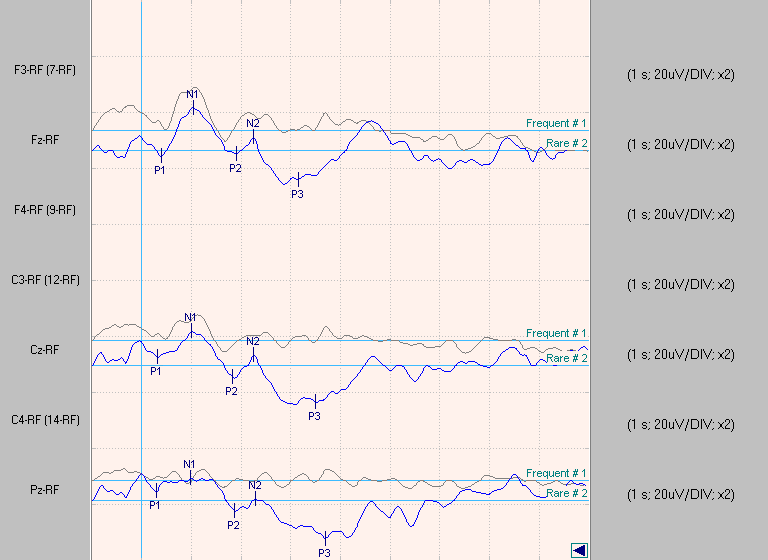 F3-RF (7-RF)
(1 s; 20uV/DIV; x2)
N1
N2
Frequent # 1
Fz-RF
Rare # 2
(1 s; 20uV/DIV; x2)
P1
P2
P3
F4-RF (9-RF)
(1 s; 20uV/DIV; x2)
C3-RF (12-RF)
(1 s; 20uV/DIV; x2)
N1
N2
Frequent # 1
Cz-RF
Rare # 2
(1 s; 20uV/DIV; x2)
P1
P2
P3
C4-RF (14-RF)
(1 s; 20uV/DIV; x2)
N1
N2
Frequent # 1
Pz-RF
Rare # 2
(1 s; 20uV/DIV; x2)
P1
P2
P3